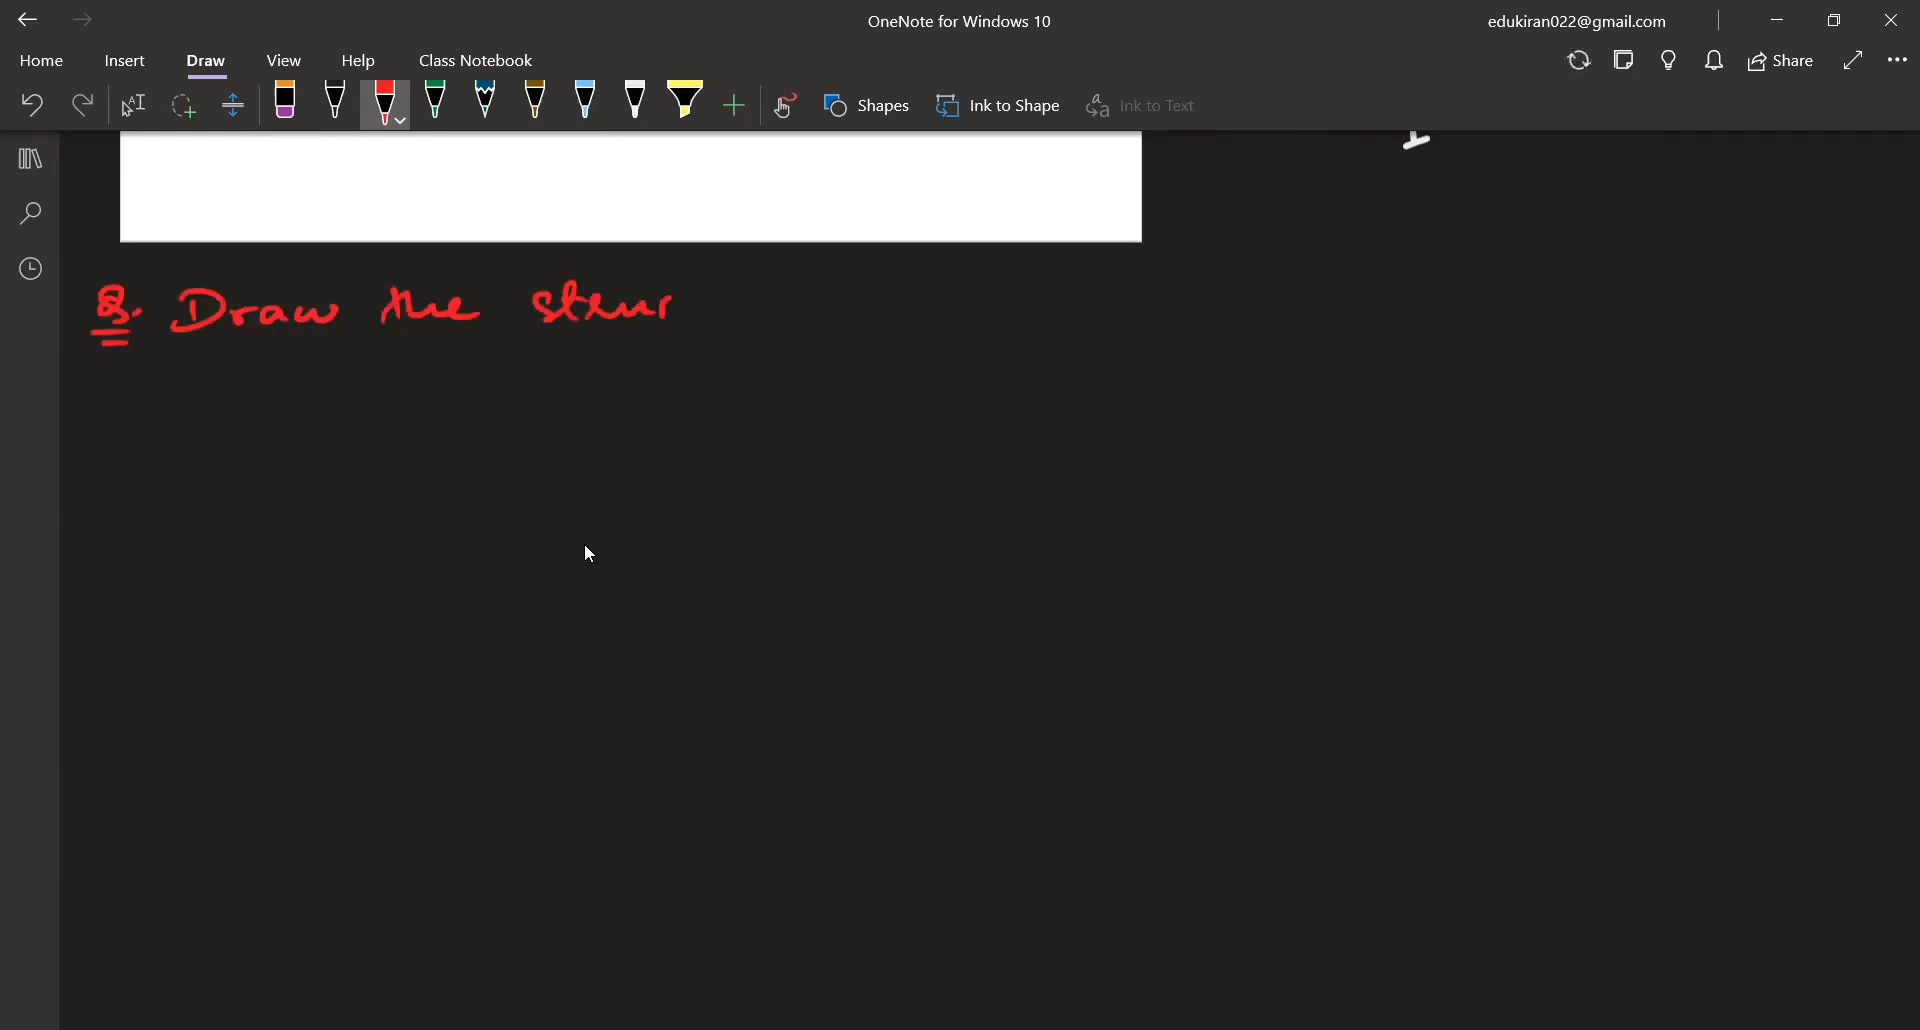 OneNote for Windows 10
edukiran022@gmail.com
Home Insert Draw View Help Class Notebook
Share
Shapes Ink to Shape Ink to Text
Q. Draw the